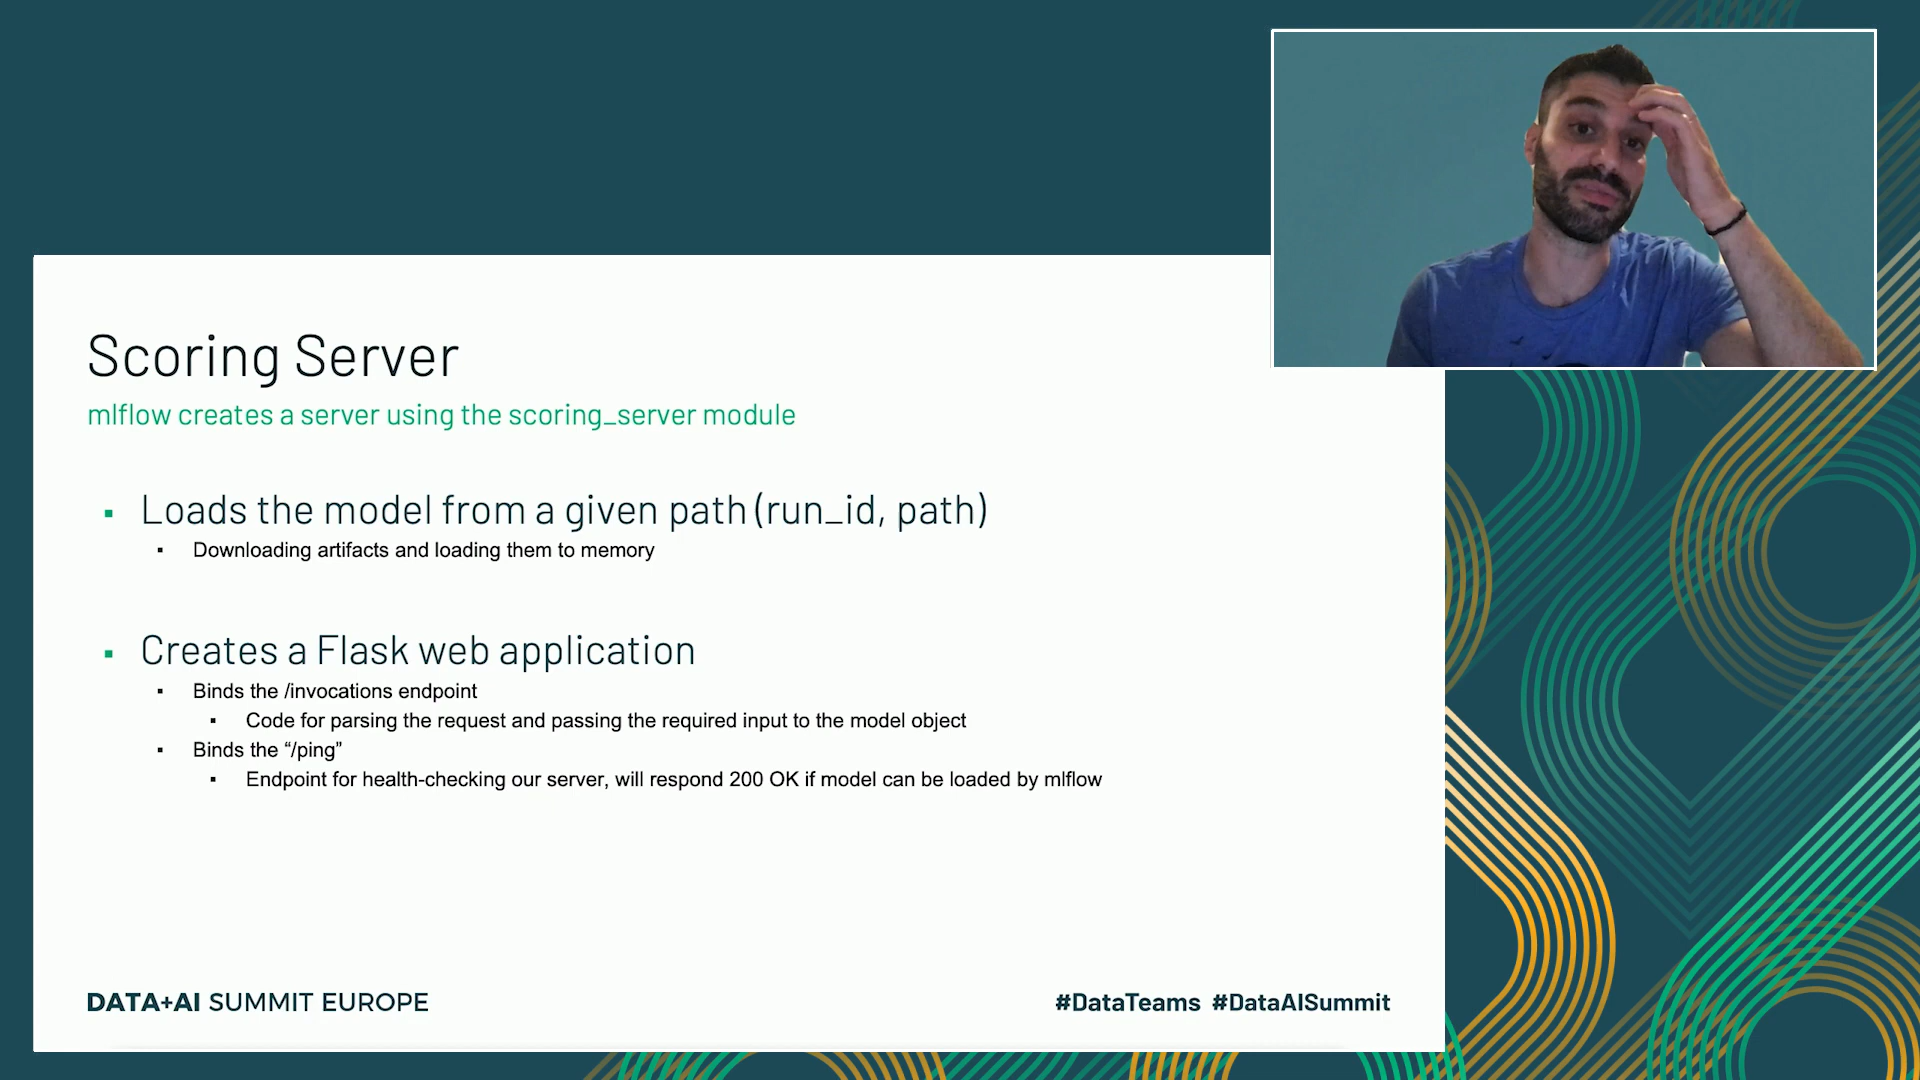 Scoring Server
mlflow creates a server using the scoring_server module
Loads the model from a given path (run_id, path)
Downloading artifacts and loading them to memory
Creates a Flask web application
Binds the /invocations endpoint
Code for parsing the request and passing the required input to the model object
Binds the “/ping”
Endpoint for health-checking our server, will respond 200 OK if model can be loaded by mlflow
DATA+AI SUMMIT EUROPE
#DataTeams #DataAISummit